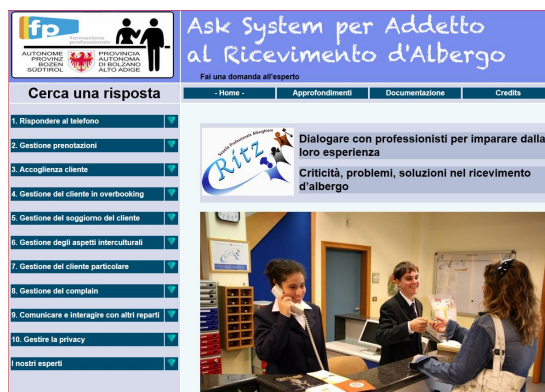 fp
formazione
professionale
AUTONOME
PROVINZ
BOZEN
SÜDTIROL
PROVINCIA
AUTONOMA
DI BOLZANO
ALTO ADIGE
Ask System per Addetto
al Ricevimento d'Albergo
Fai una domanda all'esperto
Cerca una risposta
- Home -
Approfondimenti
Documentazione
Credits
1. Rispondere al telefono
2. Gestione prenotazioni
3. Accoglienza cliente
4. Gestione del cliente in overbooking
5. Gestione del soggiorno del cliente
6. Gestione degli aspetti interculturali
7. Gestione del cliente particolare
8. Gestione del complain
9. Comunicare e interagire con altri reparti
10. Gestire la privacy
I nostri esperti
Scuola Professionale Alberghiera
Ritz
Dialogare con professionisti per imparare dalla
loro esperienza
Criticità, problemi, soluzioni nel ricevimento
d'albergo